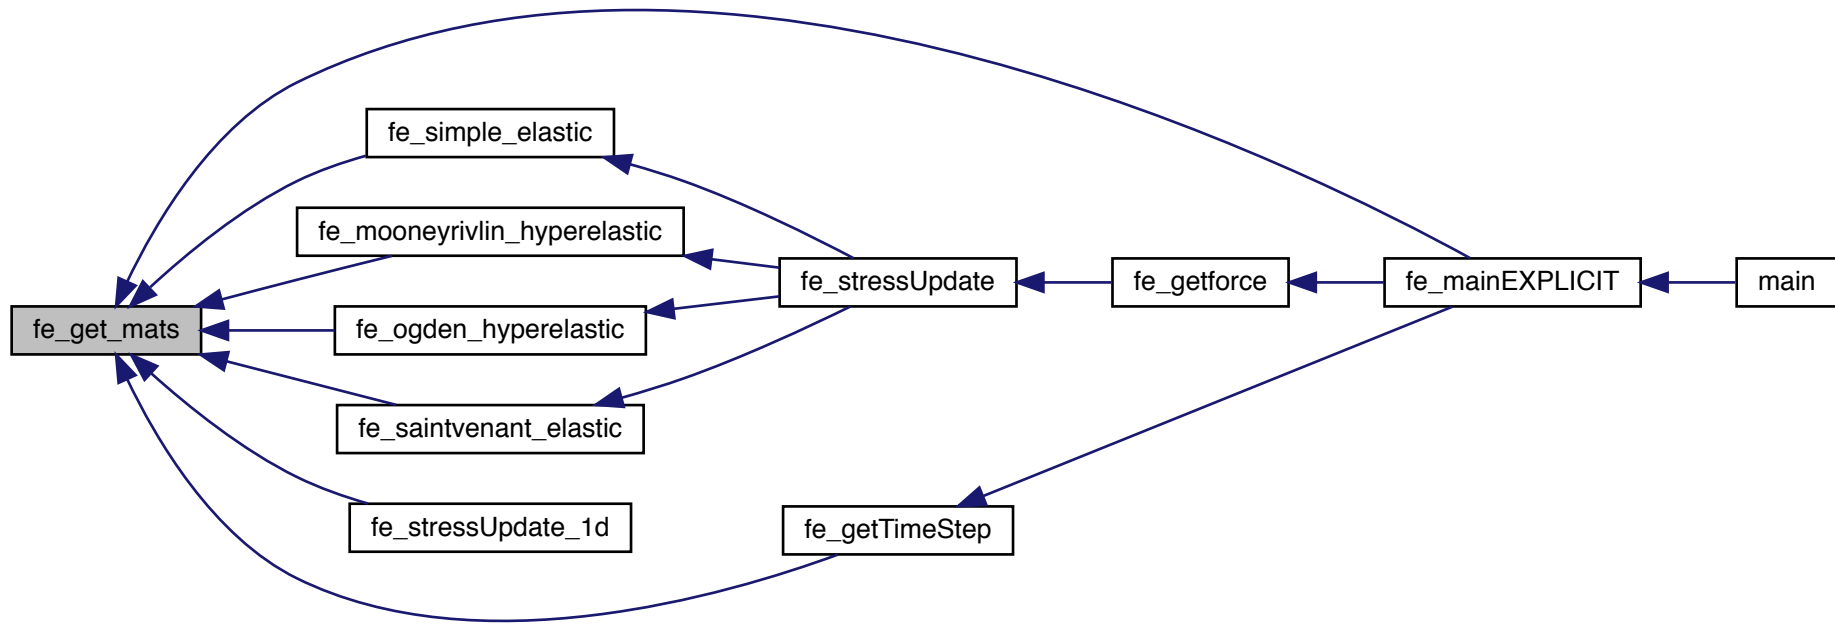 fe_simple_elastic
fe_mooneyrivlin_hyperelastic
fe_stressUpdate
fe_getforce
fe_mainEXPLICIT
main
fe_get_mats
fe_ogden_hyperelastic
fe_saintvenant_elastic
fe_stressUpdate_1d
fe_getTimeStep